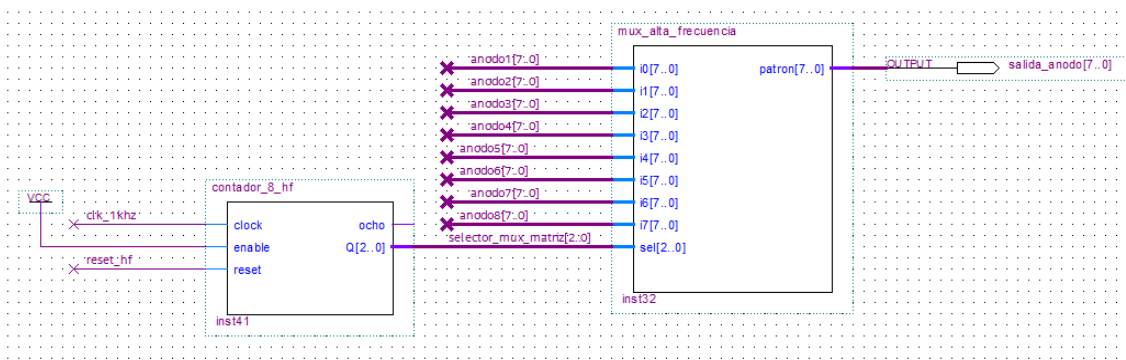 mux_alta_frecuencia
anodo1[7..0]
i0[7..0]
patron[7..0]
OUTPUT
salida_anodo[7..0]
anodo2[7..0]
i1[7..0]
anodo3[7..0]
i2[7..0]
anodo4[7..0]
i3[7..0]
anodo5[7..0]
i4[7..0]
anodo6[7..0]
i5[7..0]
anodo7[7..0]
i6[7..0]
anodo8[7..0]
i7[7..0]
selector_mux_matriz[2..0]
sel[2..0]
inst32
contador_8_hf
VCC
clk_1khz
clock
ocho
enable
Q[2..0]
reset_hf
reset
inst41